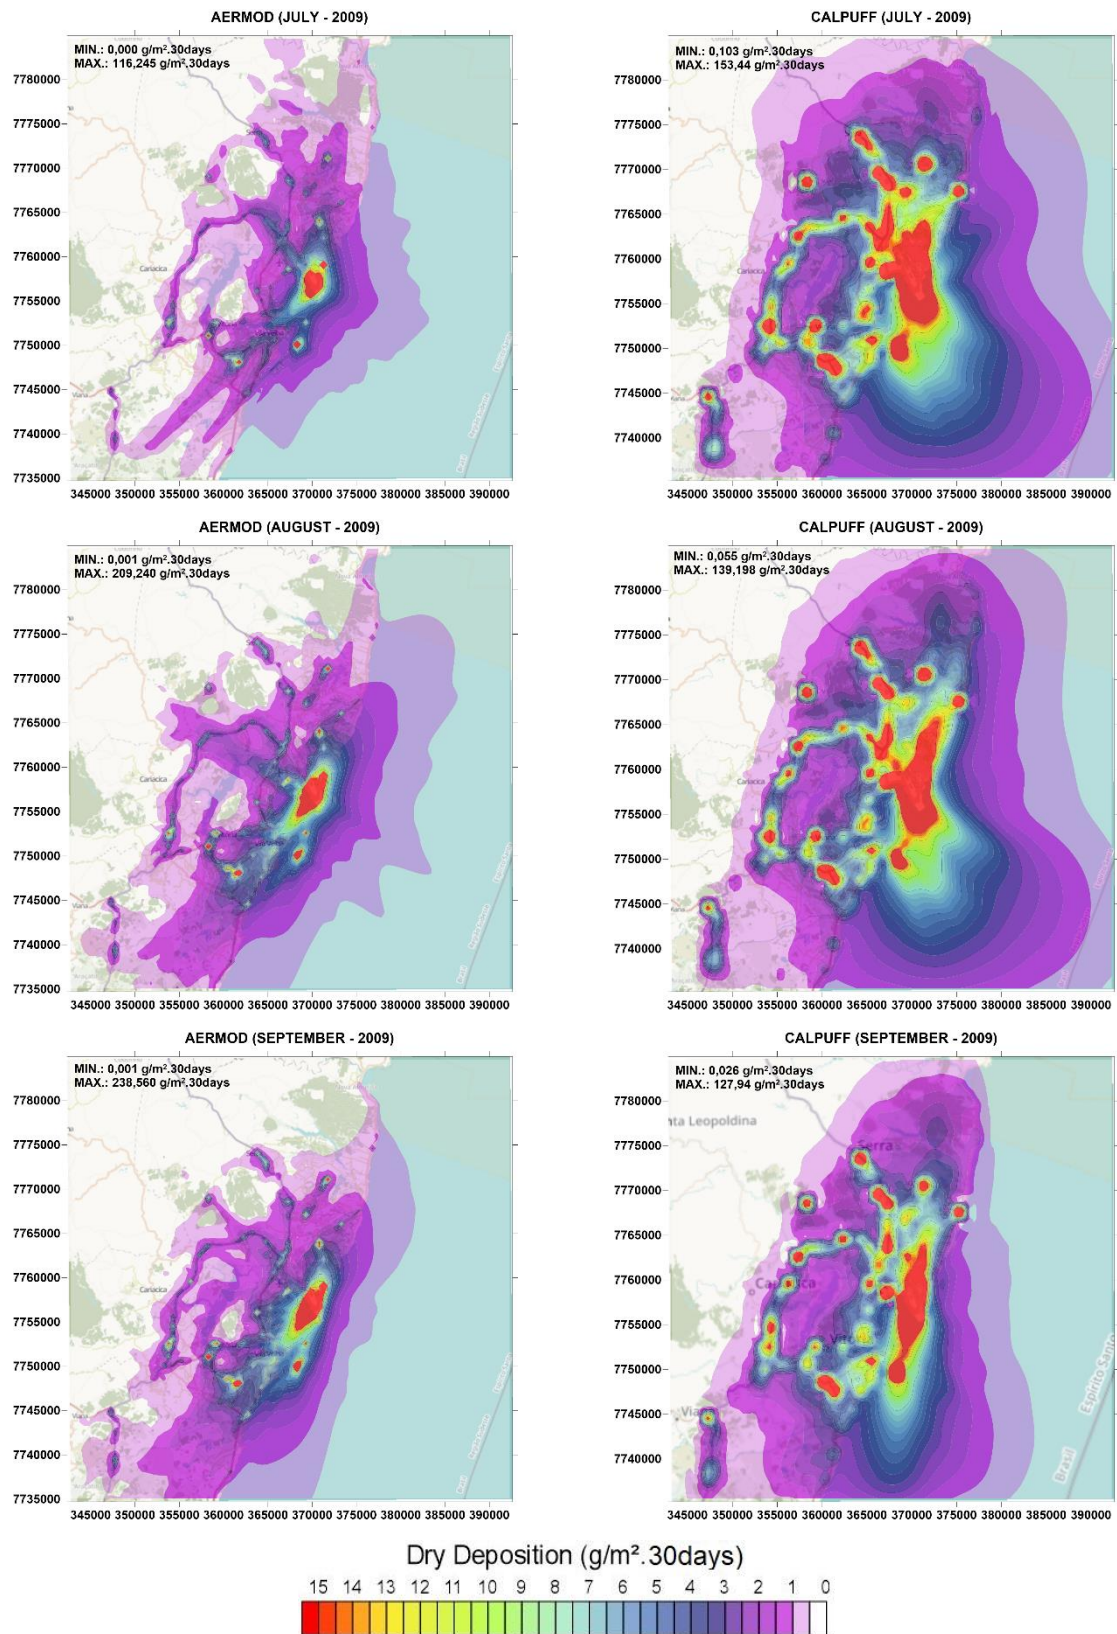 AERMOD (JULY - 2009)
MIN.: 0,000 g/m².30days
MAX.: 116,245 g/m².30days
7780000
7775000
7770000
7765000
7760000
7755000
7750000
7745000
7740000
7735000
345000 350000 355000 360000 365000 370000 375000 380000 385000 390000
Serra
Cariacica
Viana
CALPUFF (JULY - 2009)
MIN.: 0,103 g/m².30days
MAX.: 153,44 g/m².30days
7780000
7775000
7770000
7765000
7760000
7755000
7750000
7745000
7740000
345000 350000 355000 360000 365000 370000 375000 380000 385000 390000
Cariacica
AERMOD (AUGUST - 2009)
MIN.: 0,001 g/m².30days
MAX.: 209,240 g/m².30days
7780000
7775000
7770000
7765000
7760000
7755000
7750000
7745000
7740000
7735000
345000 350000 355000 360000 365000 370000 375000 380000 385000 390000
Cariacica
Viana
CALPUFF (AUGUST - 2009)
MIN.: 0,055 g/m².30days
MAX.: 139,198 g/m².30days
7780000
7775000
7770000
7765000
7760000
7755000
7750000
7745000
7740000
345000 350000 355000 360000 365000 370000 375000 380000 385000 390000
Cariacica
AERMOD (SEPTEMBER - 2009)
MIN.: 0,001 g/m².30days
MAX.: 238,560 g/m².30days
7780000
7775000
7770000
7765000
7760000
7755000
7750000
7745000
7740000
7735000
345000 350000 355000 360000 365000 370000 375000 380000 385000 390000
Cariacica
Viana
CALPUFF (SEPTEMBER - 2009)
MIN.: 0,026 g/m².30days
MAX.: 127,94 g/m².30days
7780000
7775000
7770000
7765000
7760000
7755000
7750000
7745000
7740000
345000 350000 355000 360000 365000 370000 375000 380000 385000 390000
nta Leopoldina
Serra
Espírito Santo
Brasil
Dry Deposition (g/m².30days)
15 14 13 12 11 10 9 8 7 6 5 4 3 2 1 0